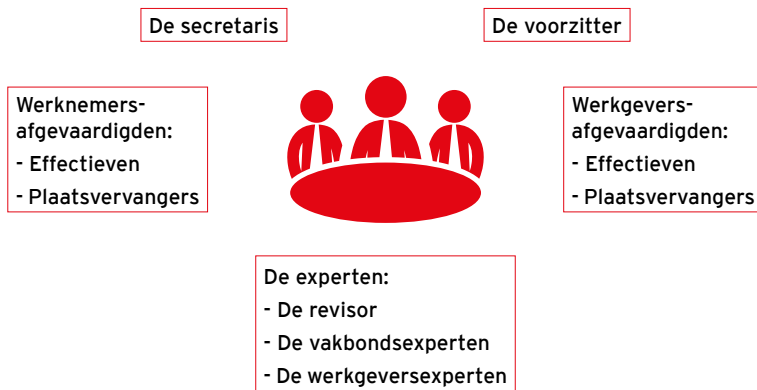 De secretaris
De voorzitter
Werknemers-
afgevaardigden:
- Effectieven
- Plaatsvervangers
Werkgevers-
afgevaardigden:
- Effectieven
- Plaatsvervangers
De experten:
- De revisor
- De vakbondsexperten
- De werkgeversexperten